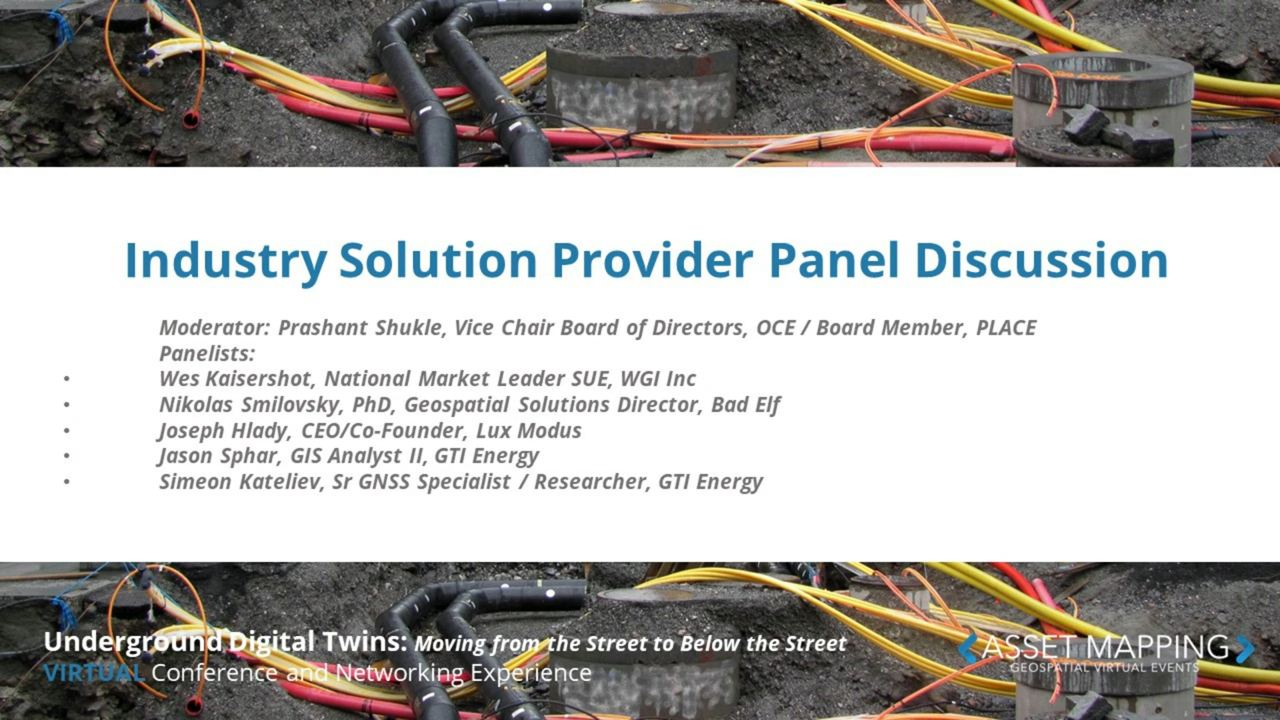 Industry Solution Provider Panel Discussion
Moderator: Prashant Shukle, Vice Chair Board of Directors, OCE / Board Member, PLACE
Panelists:
• Wes Kaisershot, National Market Leader SUE, WGI Inc
• Nikolas Smilovsky, PhD, Geospatial Solutions Director, Bad Elf
• Joseph Hlady, CEO/Co-Founder, Lux Modus
• Jason Sphar, GIS Analyst II, GTI Energy
• Simeon Kateliev, Sr GNSS Specialist / Researcher, GTI Energy
Underground Digital Twins: Moving from the Street to Below the Street
VIRTUAL Conference and Networking Experience
ASSET MAPPING
GEOSPATIAL VIRTUAL EVENTS